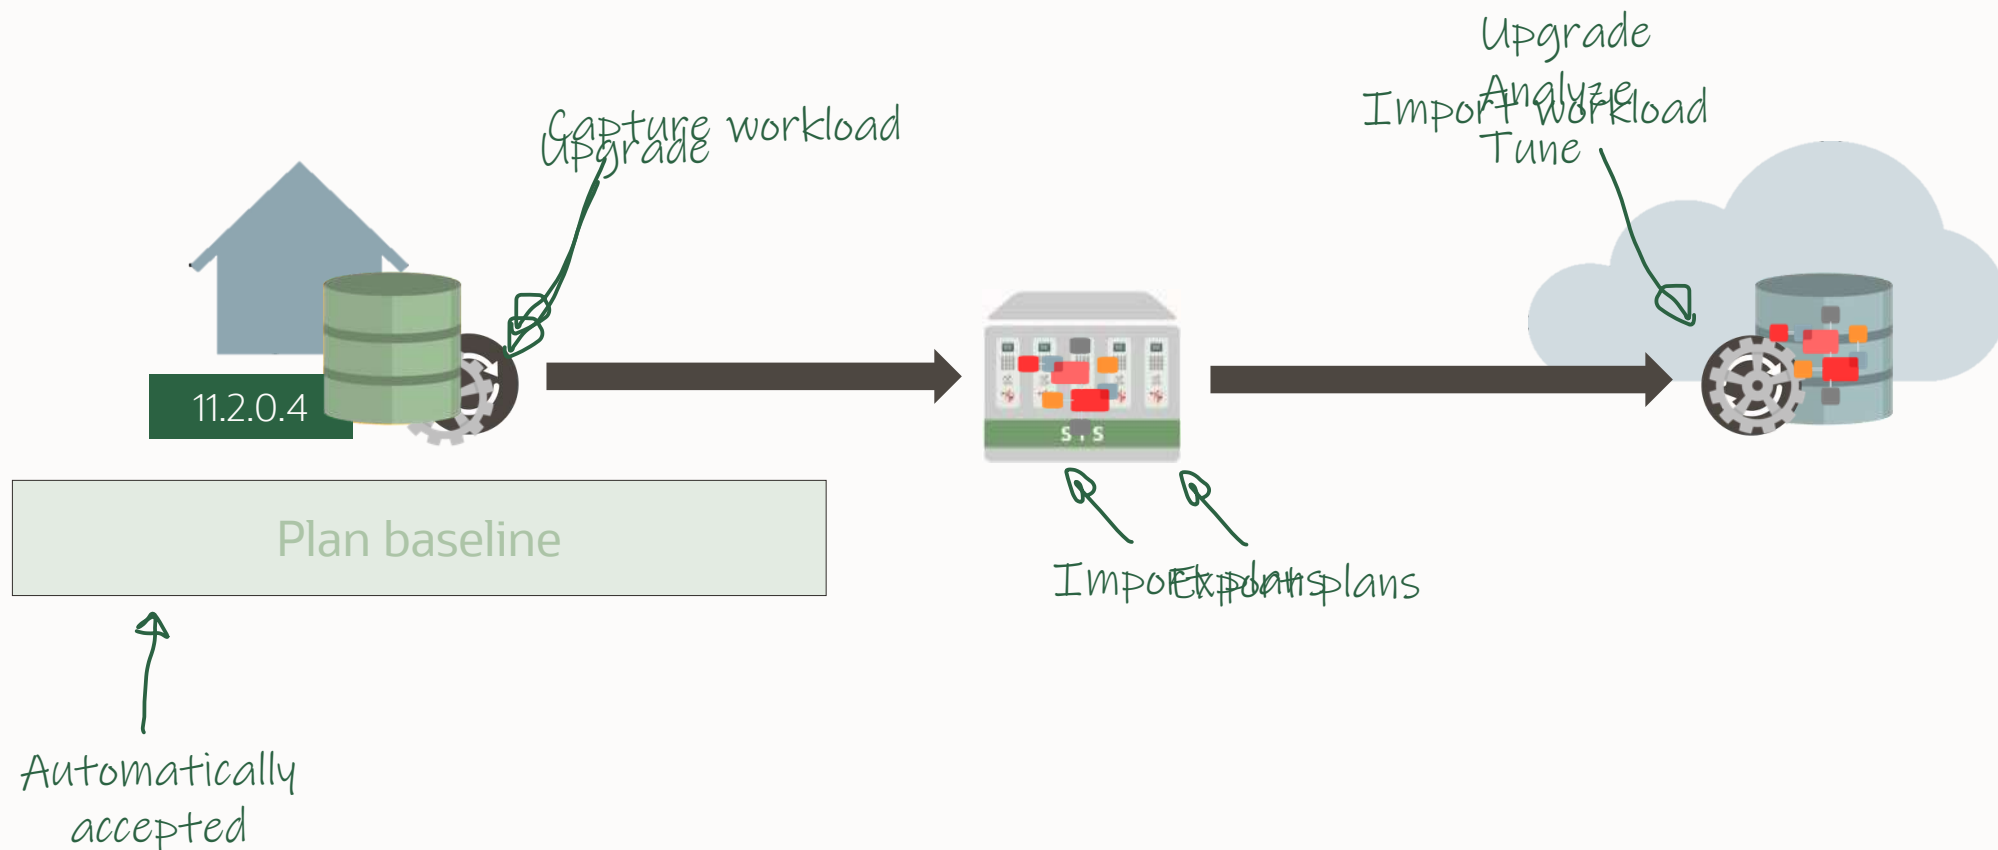 Upgrade
Analyze
Import workload
Tune
Capture workload
Upgrade
11.2.0.4
STS
Plan baseline
Import plans
Export plans
Automatically
accepted